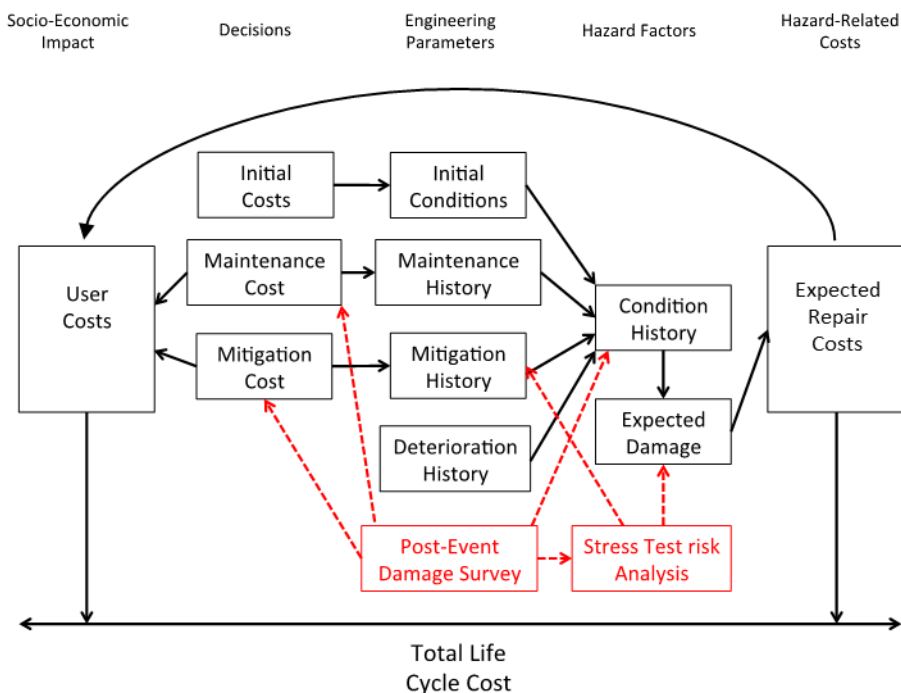 Socio-Economic
Impact
Decisions
Engineering
Parameters
Hazard Factors
Hazard-Related
Costs
Initial
Costs
Initial
Conditions
User
Costs
Maintenance
Cost
Maintenance
History
Condition
History
Expected
Repair
Costs
Mitigation
Cost
Mitigation
History
Deterioration
History
Expected
Damage
Post-Event
Damage Survey
Stress Test risk
Analysis
Total Life
Cycle Cost